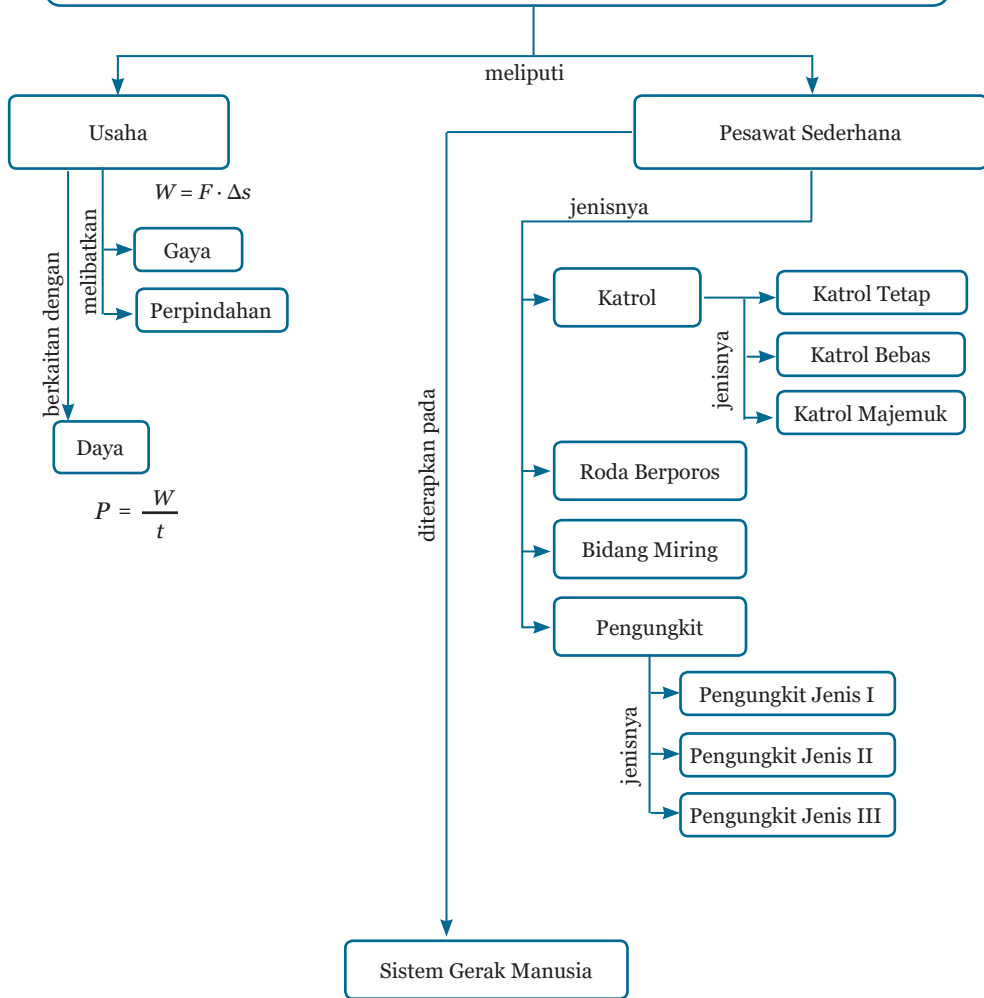 meliputi
Usaha
W = F · Δs
melibatkan
Gaya
Perpindahan
berkaitan dengan
Daya
P = W / t
Pesawat Sederhana
jenisnya
Katrol
jenisnya
Katrol Tetap
Katrol Bebas
Katrol Majemuk
Roda Berporos
Bidang Miring
Pengungkit
jenisnya
Pengungkit Jenis I
Pengungkit Jenis II
Pengungkit Jenis III
diterapkan pada
Sistem Gerak Manusia